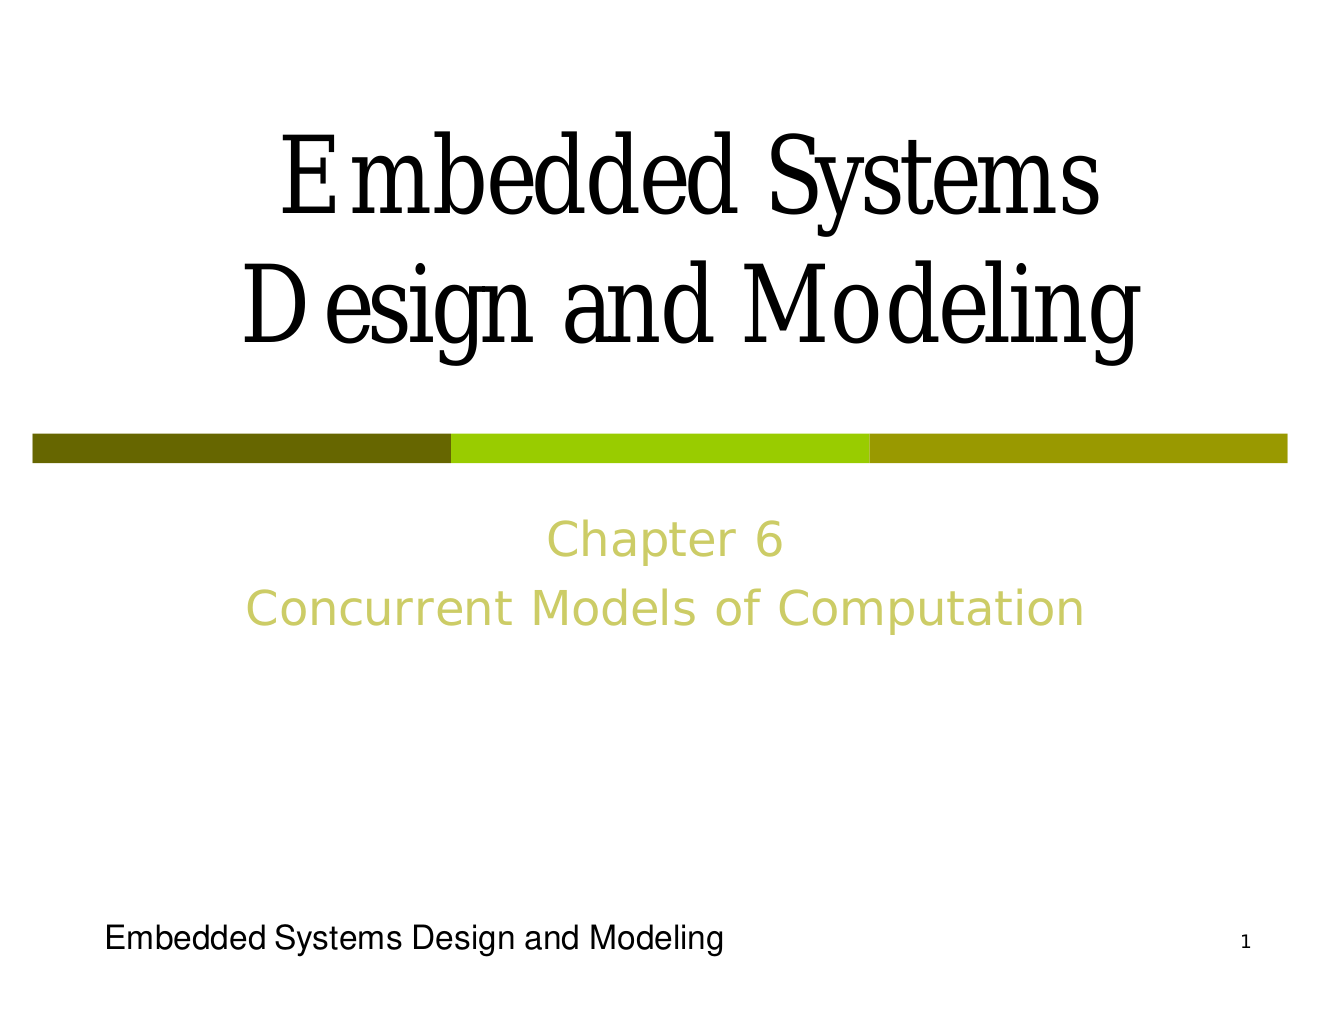 Embedded Systems
Design and Modeling
Chapter 6
Concurrent Models of Computation
Embedded Systems Design and Modeling
1